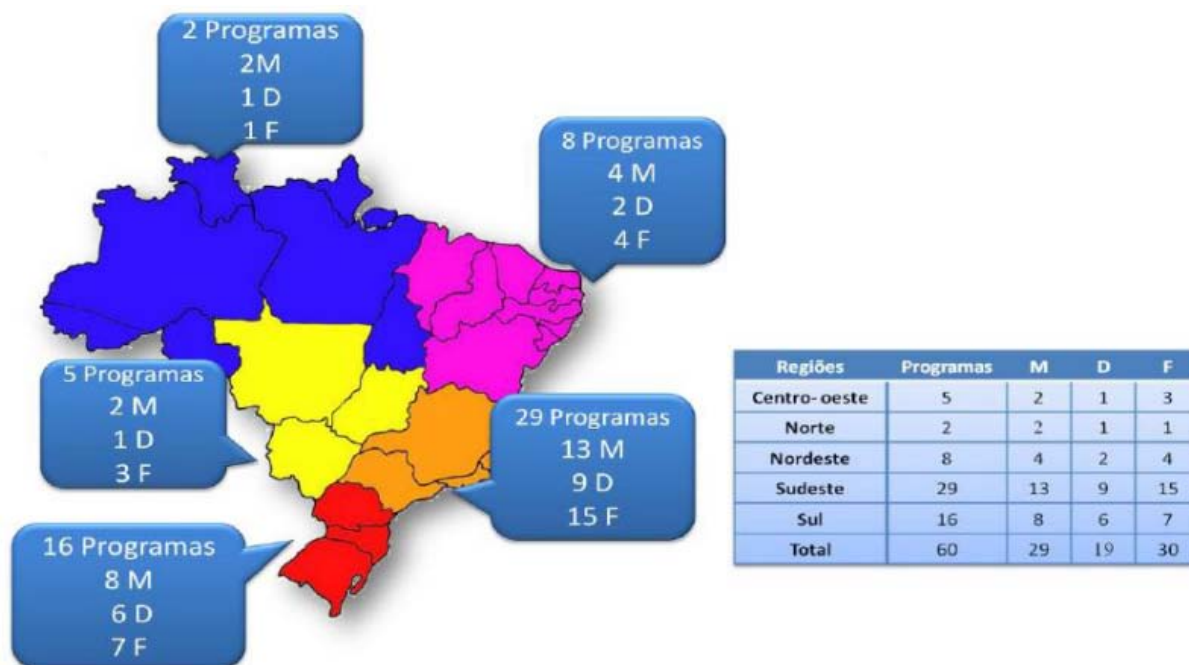 2 Programas
2M
1 D
1 F
8 Programas
4 M
2 D
4 F
5 Programas
2 M
1 D
3 F
29 Programas
13 M
9 D
15 F
16 Programas
8 M
6 D
7 F
Regiões Programas M D F
Centro-oeste 5 2 1 3
Norte 2 2 1 1
Nordeste 8 4 2 4
Sudeste 29 13 9 15
Sul 16 8 6 7
Total 60 29 19 30